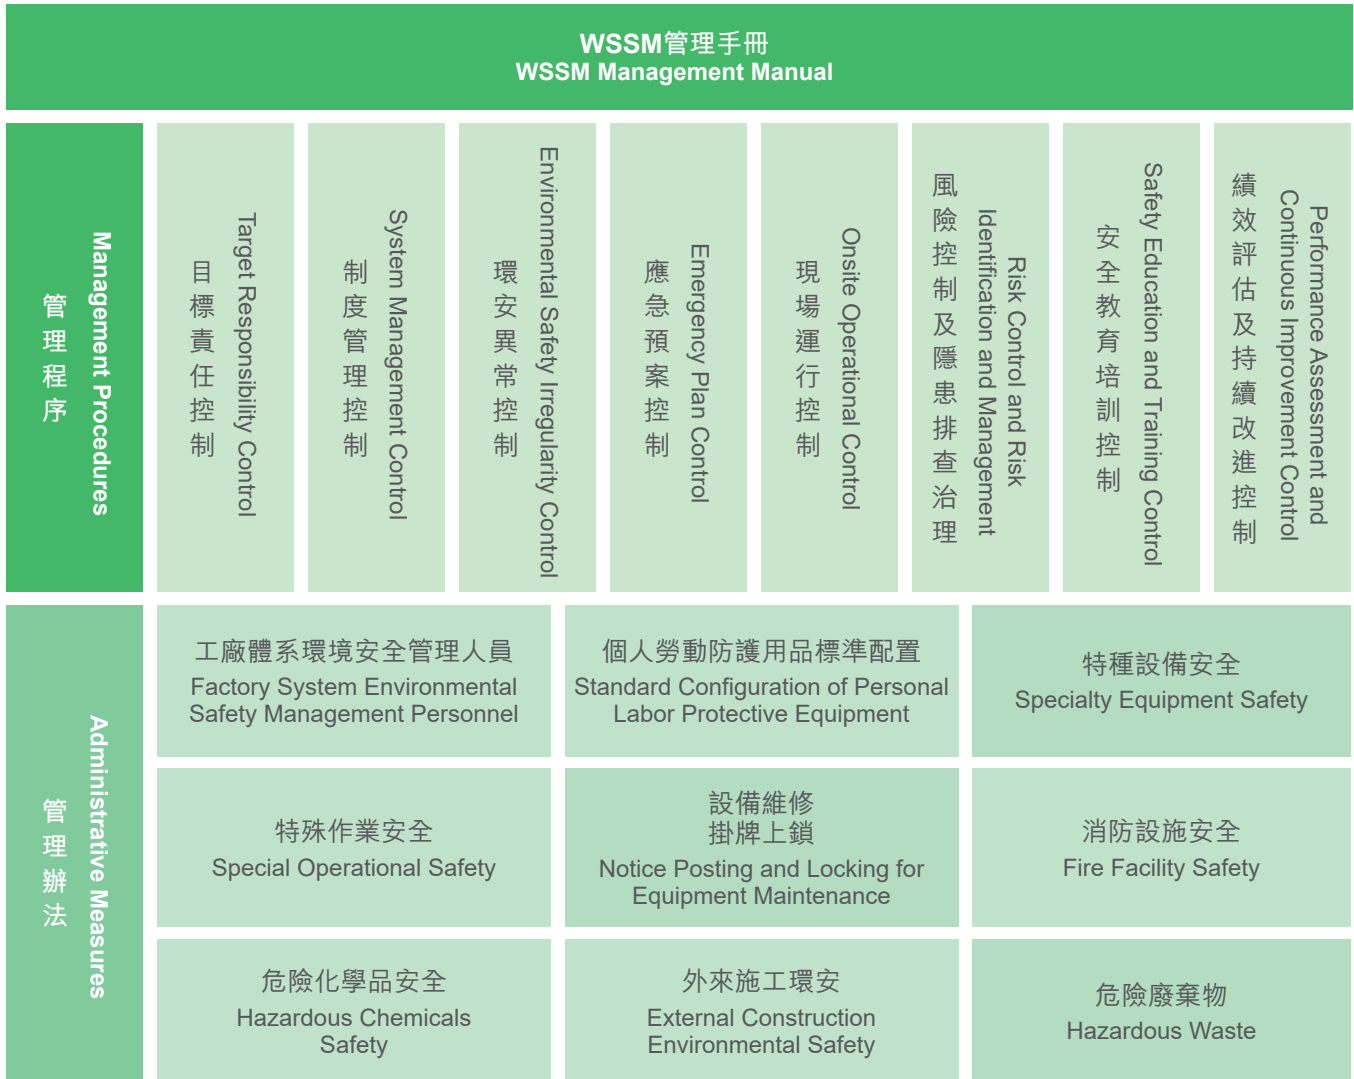 WSSM管理手冊
WSSM Management Manual
管理程序
Management Procedures
目標責任控制
Target Responsibility Control
制度管理控制
System Management Control
環安異常控制
Environmental Safety Irregularity Control
應急預案控制
Emergency Plan Control
現場運行控制
Onsite Operational Control
風險控制及隱患排查治理
Risk Control and Risk
Identification and Management
安全教育培訓控制
Safety Education and Training Control
績效評估及持續改進控制
Performance Assessment and
Continuous Improvement Control
管理辦法
Administrative Measures
工廠體系環境安全管理人員
Factory System Environmental
Safety Management Personnel
個人勞動防護用品標準配置
Standard Configuration of Personal
Labor Protective Equipment
特種設備安全
Specialty Equipment Safety
特殊作業安全
Special Operational Safety
設備維修
掛牌上鎖
Notice Posting and Locking for
Equipment Maintenance
消防設施安全
Fire Facility Safety
危險化學品安全
Hazardous Chemicals
Safety
外來施工環安
External Construction
Environmental Safety
危險廢棄物
Hazardous Waste